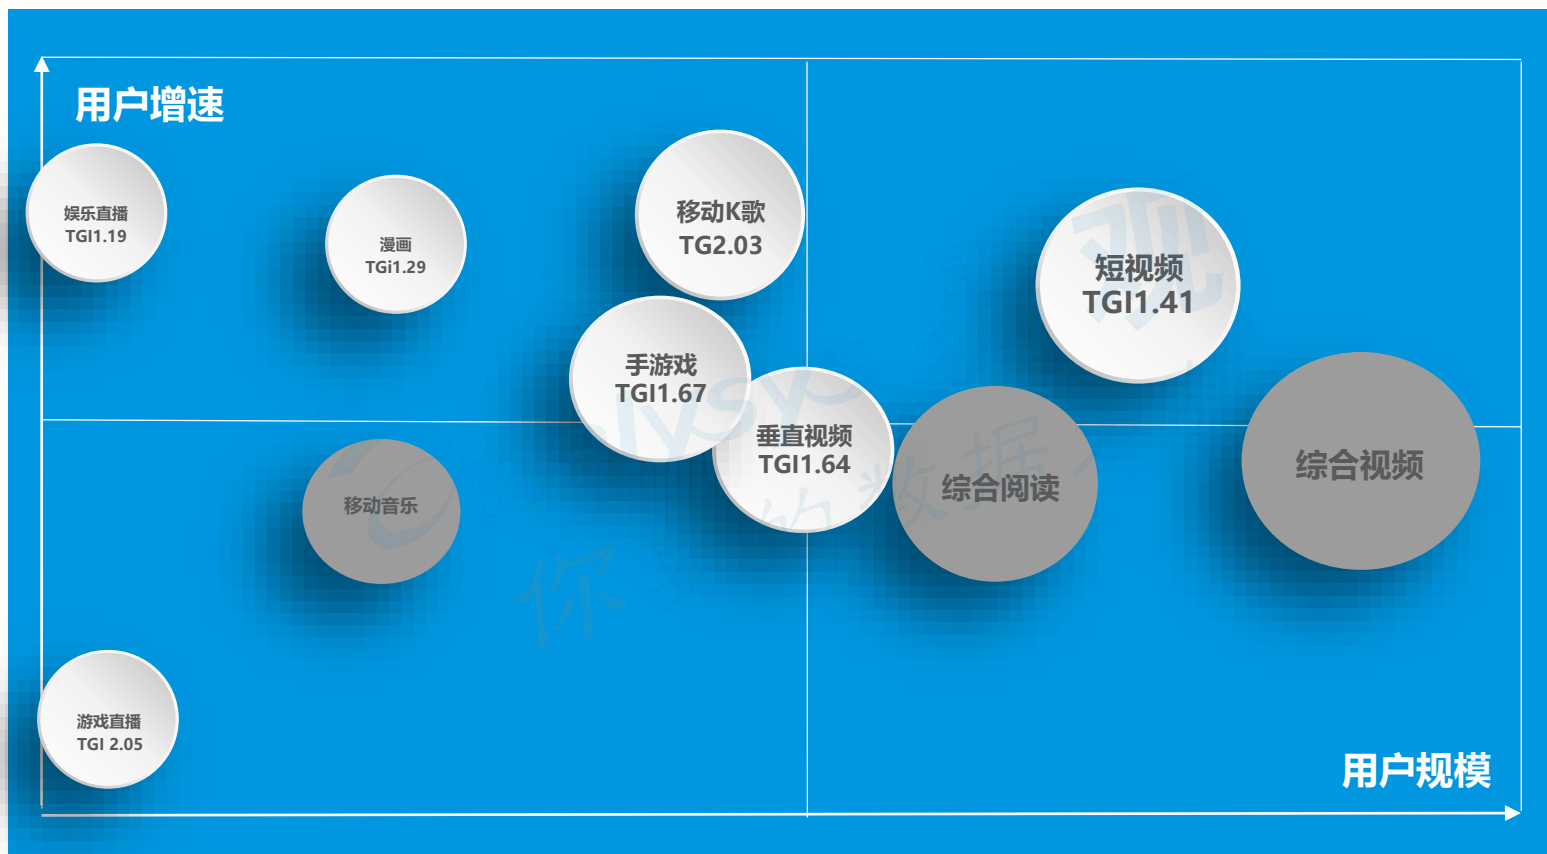 用户增速
娱乐直播
TGI1.19
漫画
TGi1.29
移动K歌
TG2.03
短视频
TGI1.41
手游戏
TGI1.67
垂直视频
TGI1.64
综合阅读
综合视频
移动音乐
游戏直播
TGI 2.05
用户规模